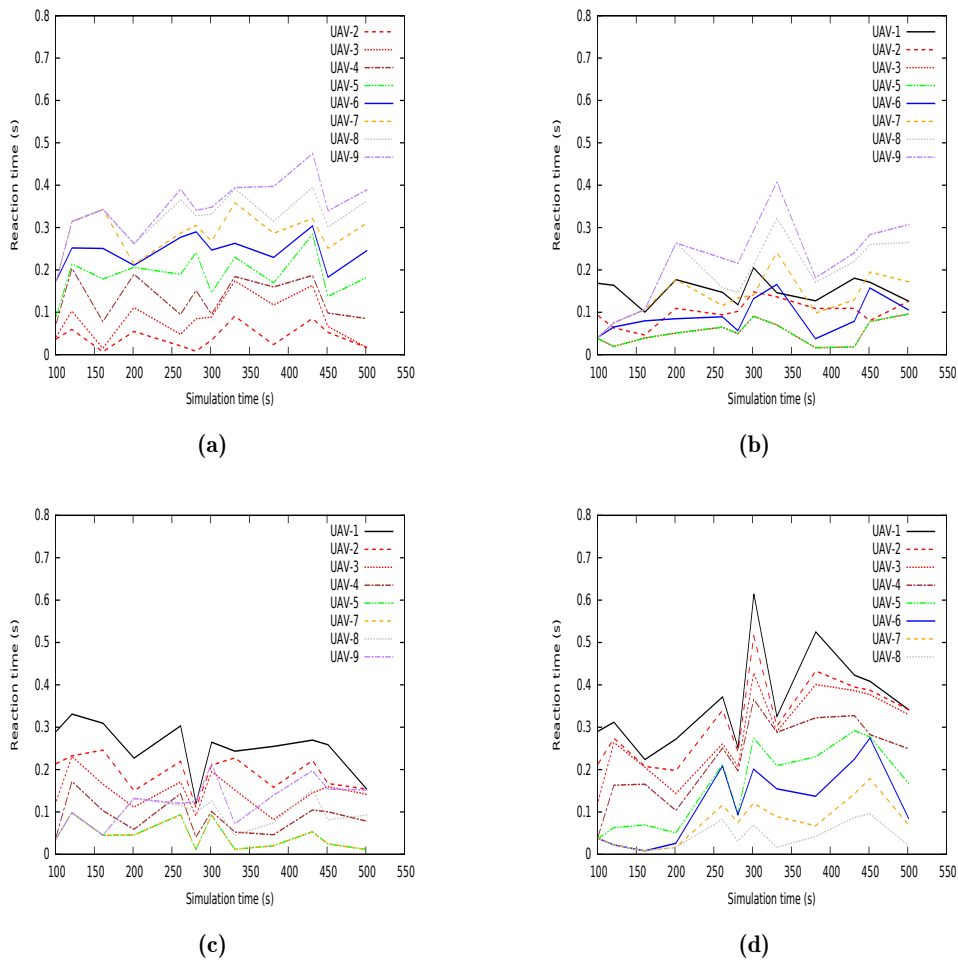 0.8
0.7
0.6
0.5
0.4
0.3
0.2
0.1
0
Reaction time (s)
UAV-2
UAV-3
UAV-4
UAV-5
UAV-6
UAV-7
UAV-8
UAV-9
100 150 200 250 300 350 400 450 500 550
Simulation time (s)
(a)
0.8
0.7
0.6
0.5
0.4
0.3
0.2
0.1
0
Reaction time (s)
UAV-1
UAV-2
UAV-3
UAV-5
UAV-6
UAV-7
UAV-8
UAV-9
100 150 200 250 300 350 400 450 500 550
Simulation time (s)
(b)
0.8
0.7
0.6
0.5
0.4
0.3
0.2
0.1
0
Reaction time (s)
UAV-1
UAV-2
UAV-3
UAV-4
UAV-5
UAV-7
UAV-8
UAV-9
100 150 200 250 300 350 400 450 500 550
Simulation time (s)
(c)
0.8
0.7
0.6
0.5
0.4
0.3
0.2
0.1
0
Reaction time (s)
UAV-1
UAV-2
UAV-3
UAV-4
UAV-5
UAV-6
UAV-7
UAV-8
100 150 200 250 300 350 400 450 500 550
Simulation time (s)
(d)